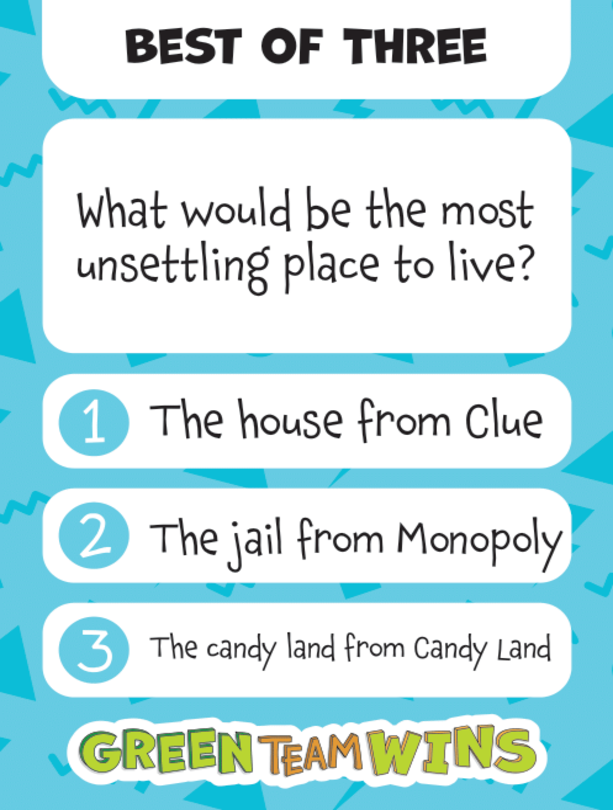 BEST OF THREE
What would be the most
unsettling place to live?
1 The house from Clue
2 The jail from Monopoly
3 The candy land from Candy Land
GREEN TEAM WINS